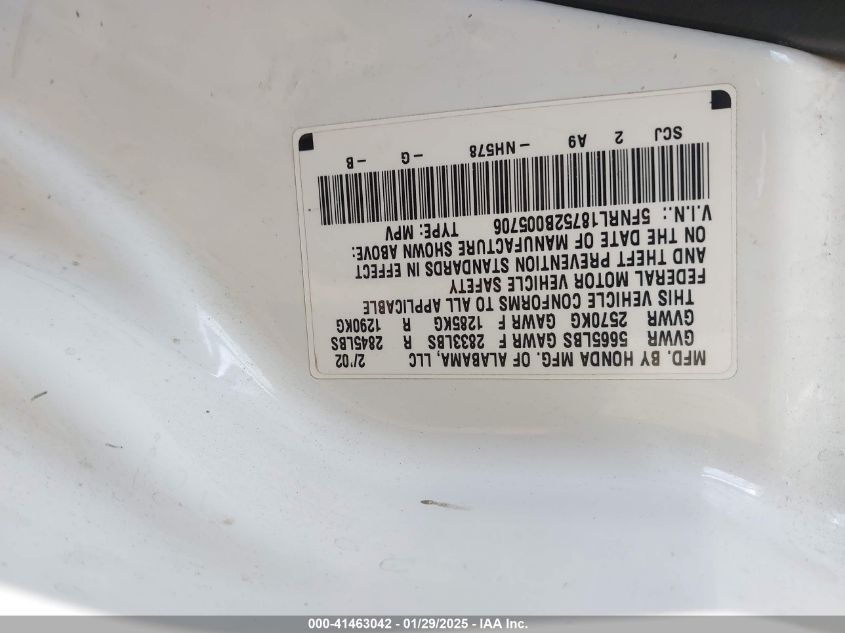 MFD. BY HONDA MFG. OF ALABAMA, LLC 2/'02
GVWR 5665LBS GAWR F 2833LBS R 2845LBS
GVWR 2570KG GAWR F 1285KG R 1290KG
THIS VEHICLE CONFORMS TO ALL APPLICABLE
FEDERAL MOTOR VEHICLE SAFETY
AND THEFT PREVENTION STANDARDS IN EFFECT
ON THE DATE OF MANUFACTURE SHOWN ABOVE:
V.I.N.: 5FNRL18752B005706 TYPE: MPV
SCJ 2 A9 -NH578 -G -B
000-41463042 - 01/29/2025 - IAA Inc.